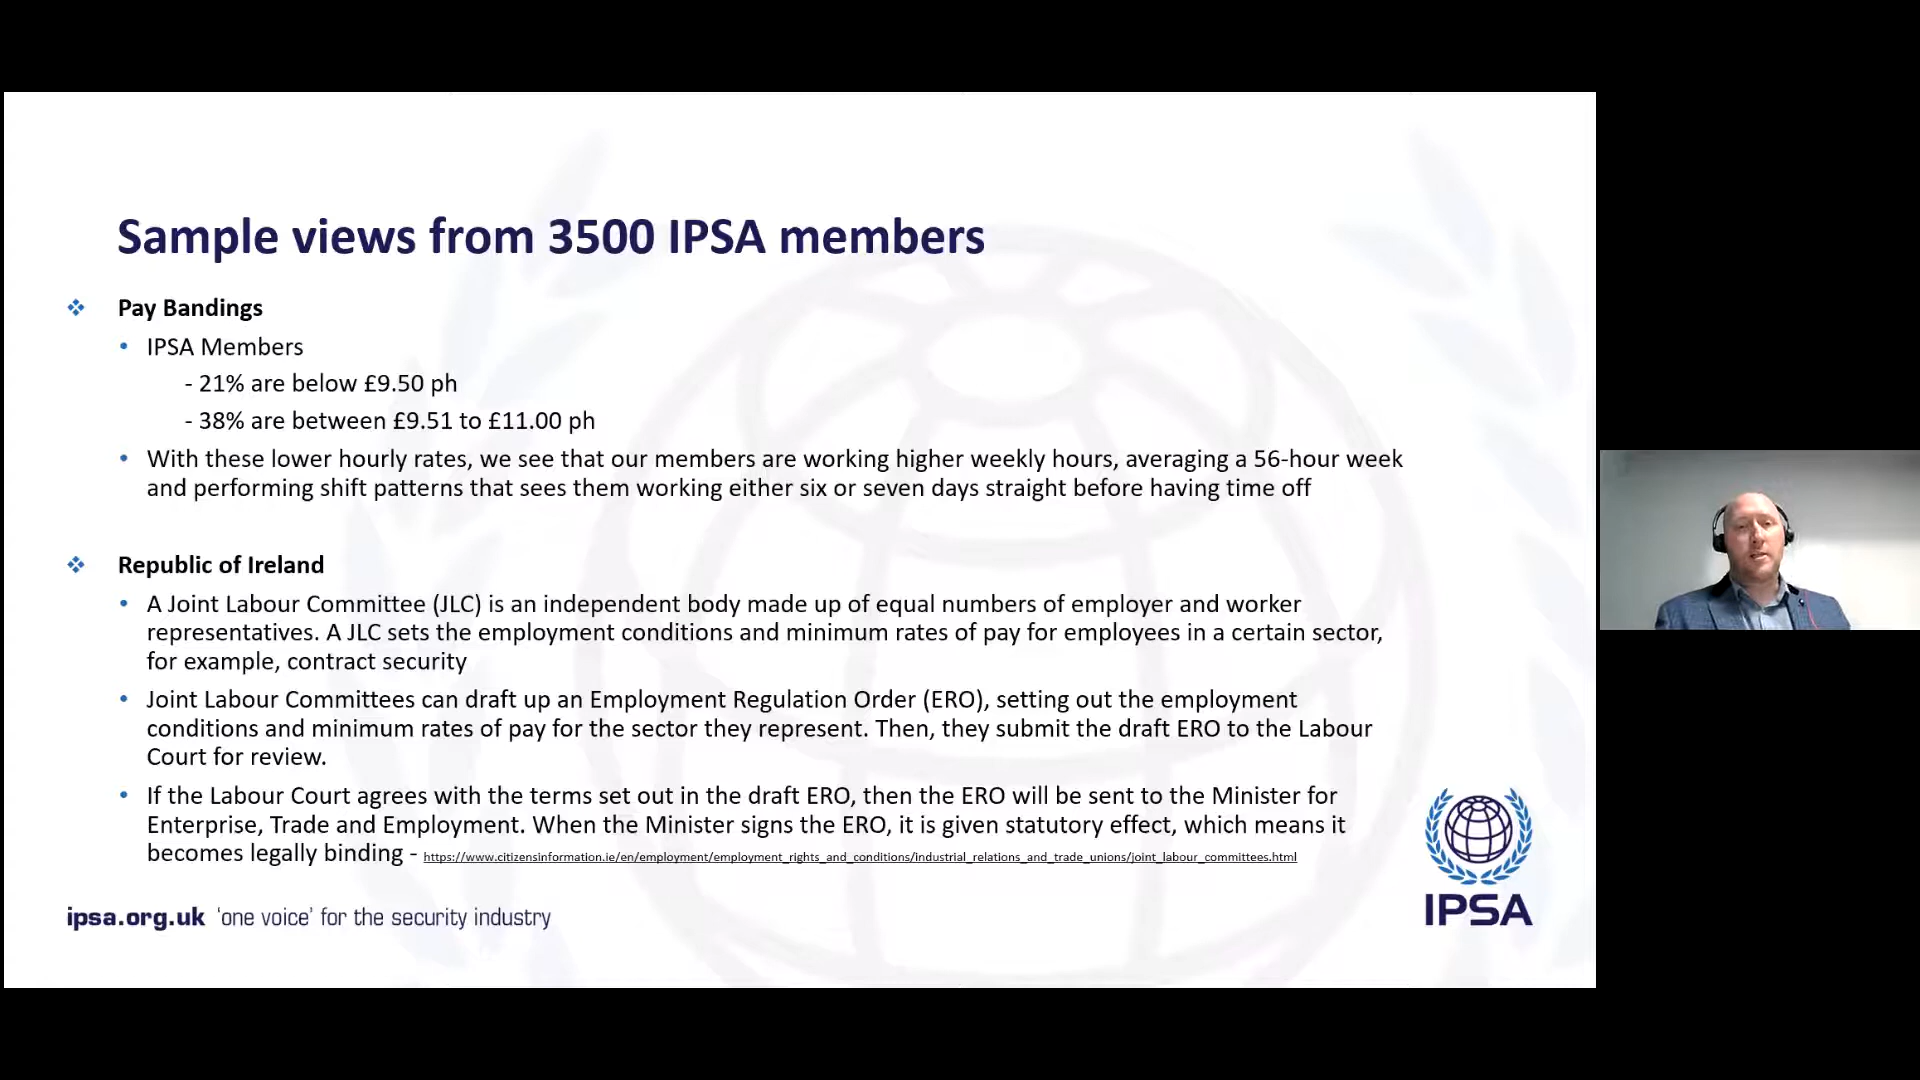 Sample views from 3500 IPSA members
Pay Bandings
IPSA Members
- 21% are below £9.50 ph
- 38% are between £9.51 to £11.00 ph
With these lower hourly rates, we see that our members are working higher weekly hours, averaging a 56-hour week
and performing shift patterns that sees them working either six or seven days straight before having time off
Republic of Ireland
A Joint Labour Committee (JLC) is an independent body made up of equal numbers of employer and worker
representatives. A JLC sets the employment conditions and minimum rates of pay for employees in a certain sector,
for example, contract security
Joint Labour Committees can draft up an Employment Regulation Order (ERO), setting out the employment
conditions and minimum rates of pay for the sector they represent. Then, they submit the draft ERO to the Labour
Court for review.
If the Labour Court agrees with the terms set out in the draft ERO, then the ERO will be sent to the Minister for
Enterprise, Trade and Employment. When the Minister signs the ERO, it is given statutory effect, which means it
becomes legally binding - https://www.citizensinformation.ie/en/employment/employment_rights_and_conditions/industrial_relations_and_trade_unions/joint_labour_committees.html
ipsa.org.uk 'one voice' for the security industry
IPSA